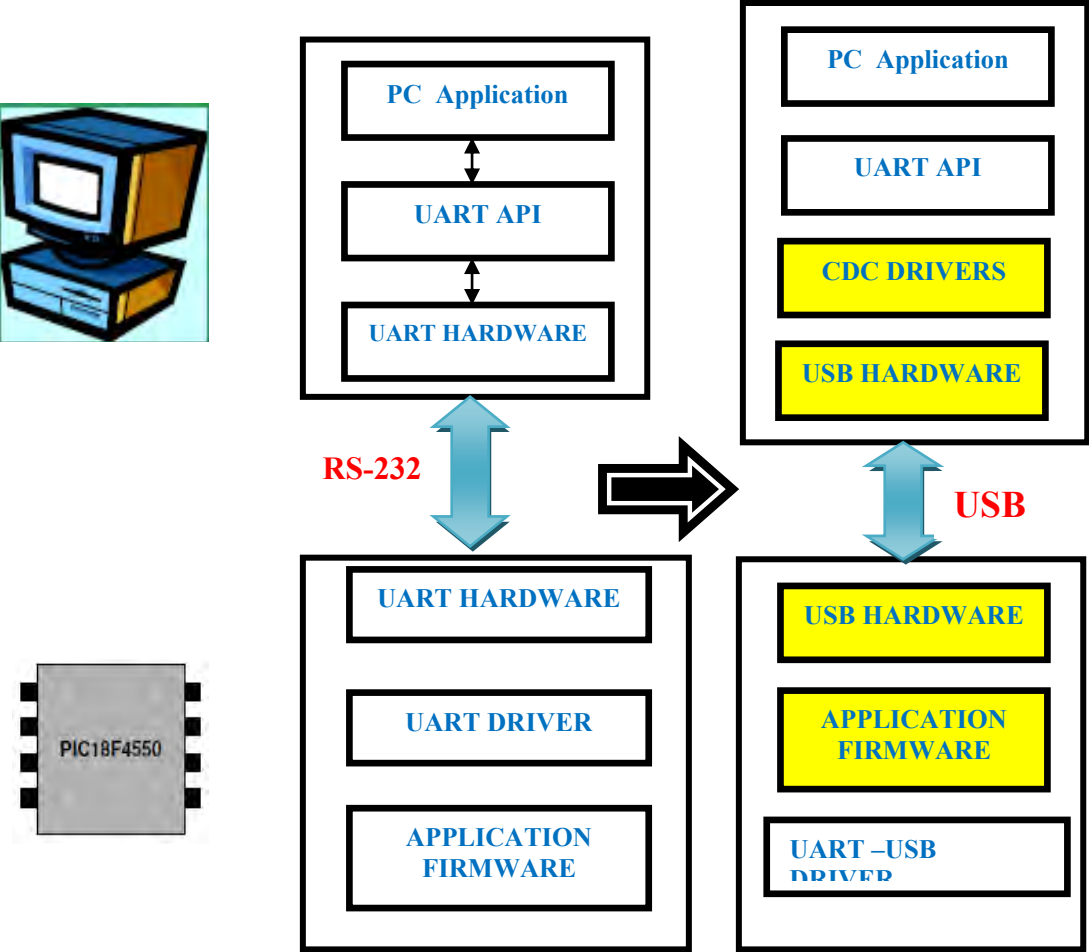 PC Application
UART API
UART HARDWARE
RS-232
UART HARDWARE
UART DRIVER
APPLICATION
FIRMWARE
PIC18F4550
PC Application
UART API
CDC DRIVERS
USB HARDWARE
USB
USB HARDWARE
APPLICATION
FIRMWARE
UART –USB
DRIVER